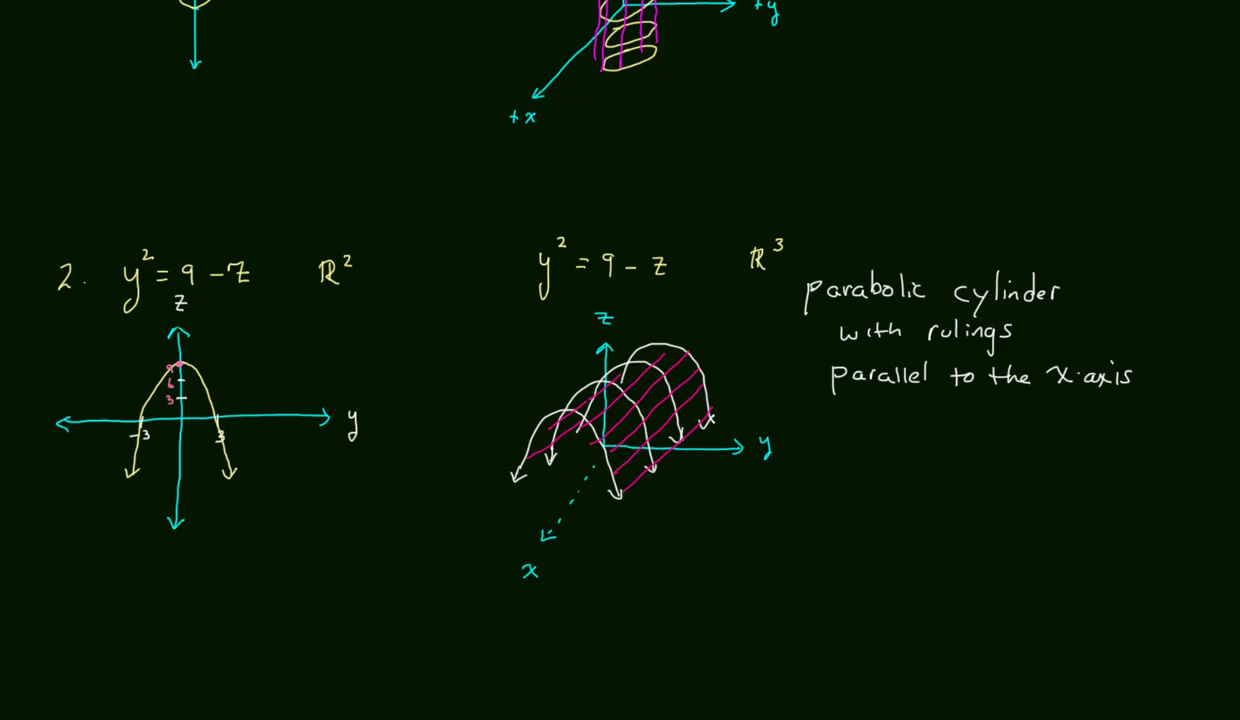 +y
+x
2. y² = 9 - z ℝ²
y² = 9 - z ℝ³
parabolic cylinder
with rulings
parallel to the x-axis
z
9
6
3
-3 3
y
z
y
x